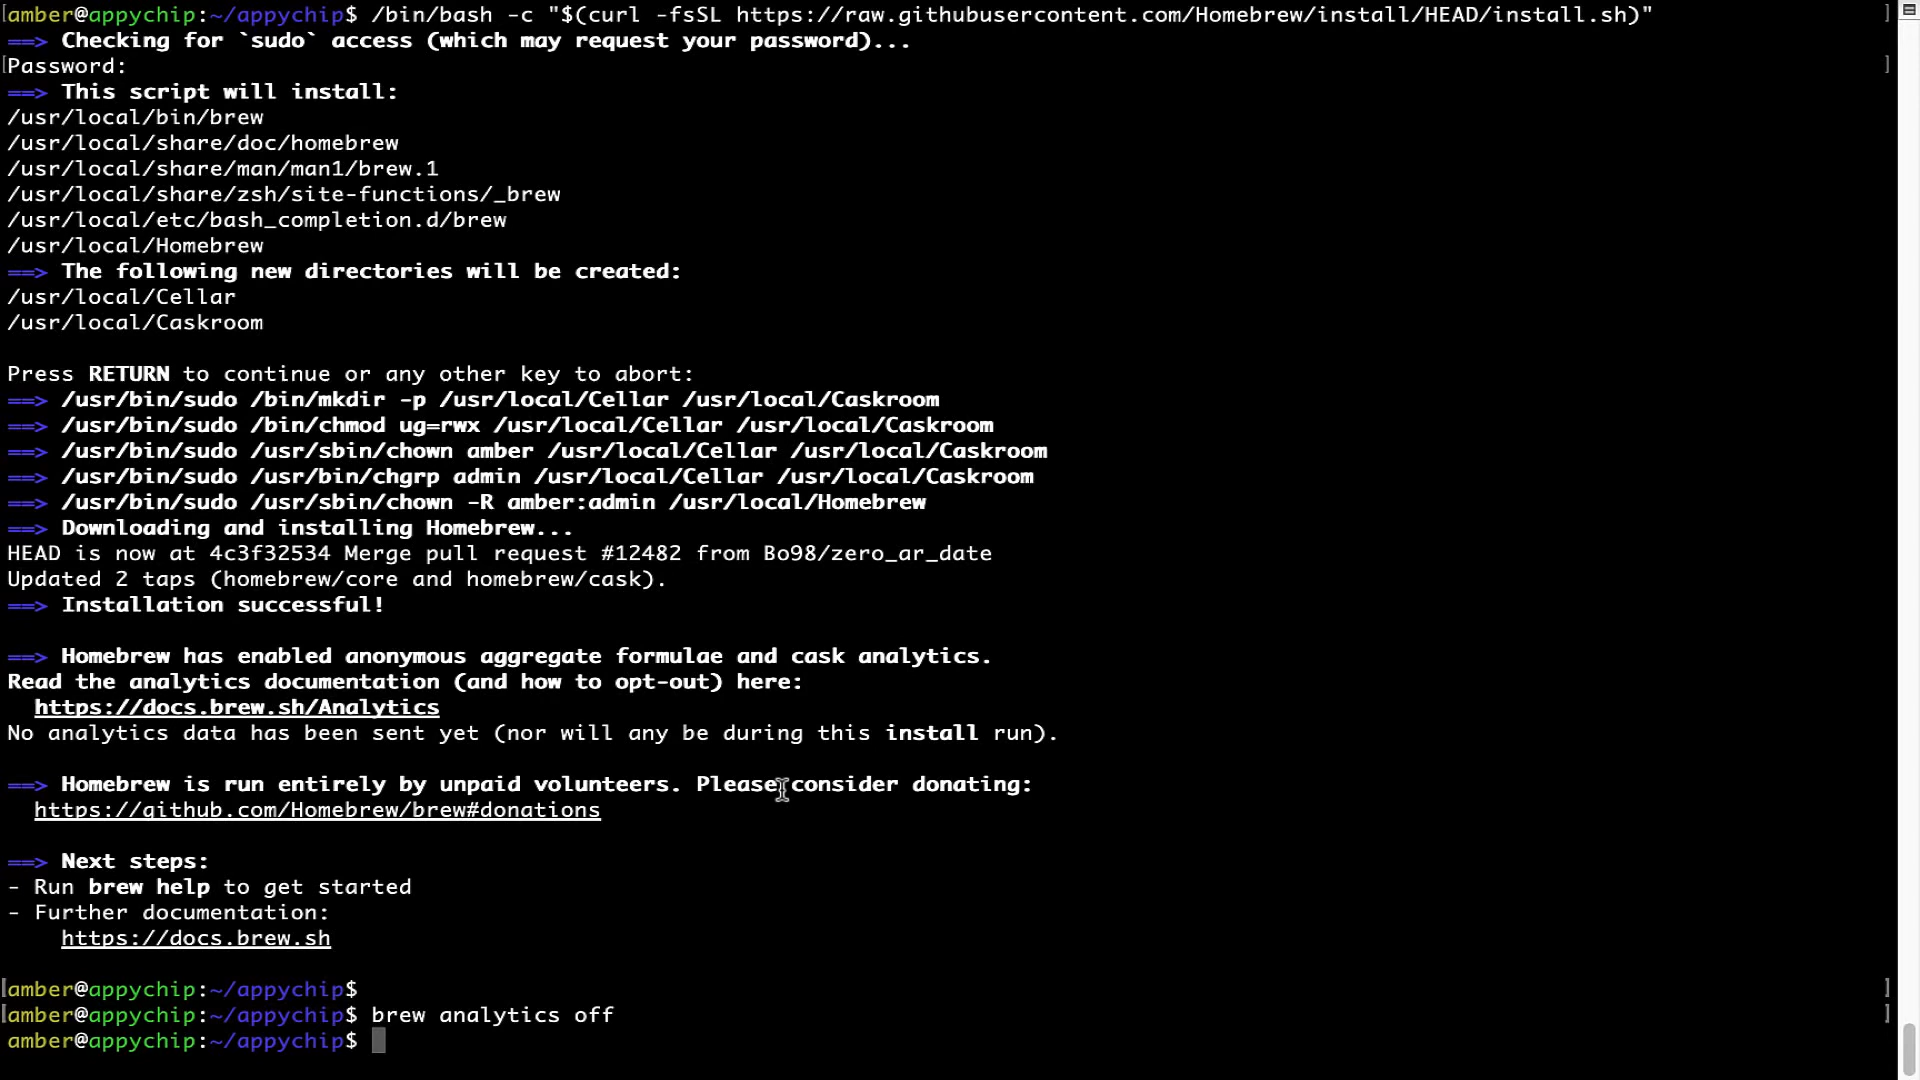 amber@appychip:~/appychip$ /bin/bash -c "$(curl -fsSL https://raw.githubusercontent.com/Homebrew/install/HEAD/install.sh)"
==> Checking for `sudo` access (which may request your password)...
Password:
==> This script will install:
/usr/local/bin/brew
/usr/local/share/doc/homebrew
/usr/local/share/man/man1/brew.1
/usr/local/share/zsh/site-functions/_brew
/usr/local/etc/bash_completion.d/brew
/usr/local/Homebrew
==> The following new directories will be created:
/usr/local/Cellar
/usr/local/Caskroom
Press RETURN to continue or any other key to abort:
==> /usr/bin/sudo /bin/mkdir -p /usr/local/Cellar /usr/local/Caskroom
==> /usr/bin/sudo /bin/chmod ug=rwx /usr/local/Cellar /usr/local/Caskroom
==> /usr/bin/sudo /usr/sbin/chown amber /usr/local/Cellar /usr/local/Caskroom
==> /usr/bin/sudo /usr/bin/chgrp admin /usr/local/Cellar /usr/local/Caskroom
==> /usr/bin/sudo /usr/sbin/chown -R amber:admin /usr/local/Homebrew
==> Downloading and installing Homebrew...
HEAD is now at 4c3f32534 Merge pull request #12482 from Bo98/zero_ar_date
Updated 2 taps (homebrew/core and homebrew/cask).
==> Installation successful!
==> Homebrew has enabled anonymous aggregate formulae and cask analytics.
Read the analytics documentation (and how to opt-out) here:
https://docs.brew.sh/Analytics
No analytics data has been sent yet (nor will any be during this install run).
==> Homebrew is run entirely by unpaid volunteers. Please consider donating:
https://github.com/Homebrew/brew#donations
==> Next steps:
- Run brew help to get started
- Further documentation:
https://docs.brew.sh
amber@appychip:~/appychip$
amber@appychip:~/appychip$ brew analytics off
amber@appychip:~/appychip$